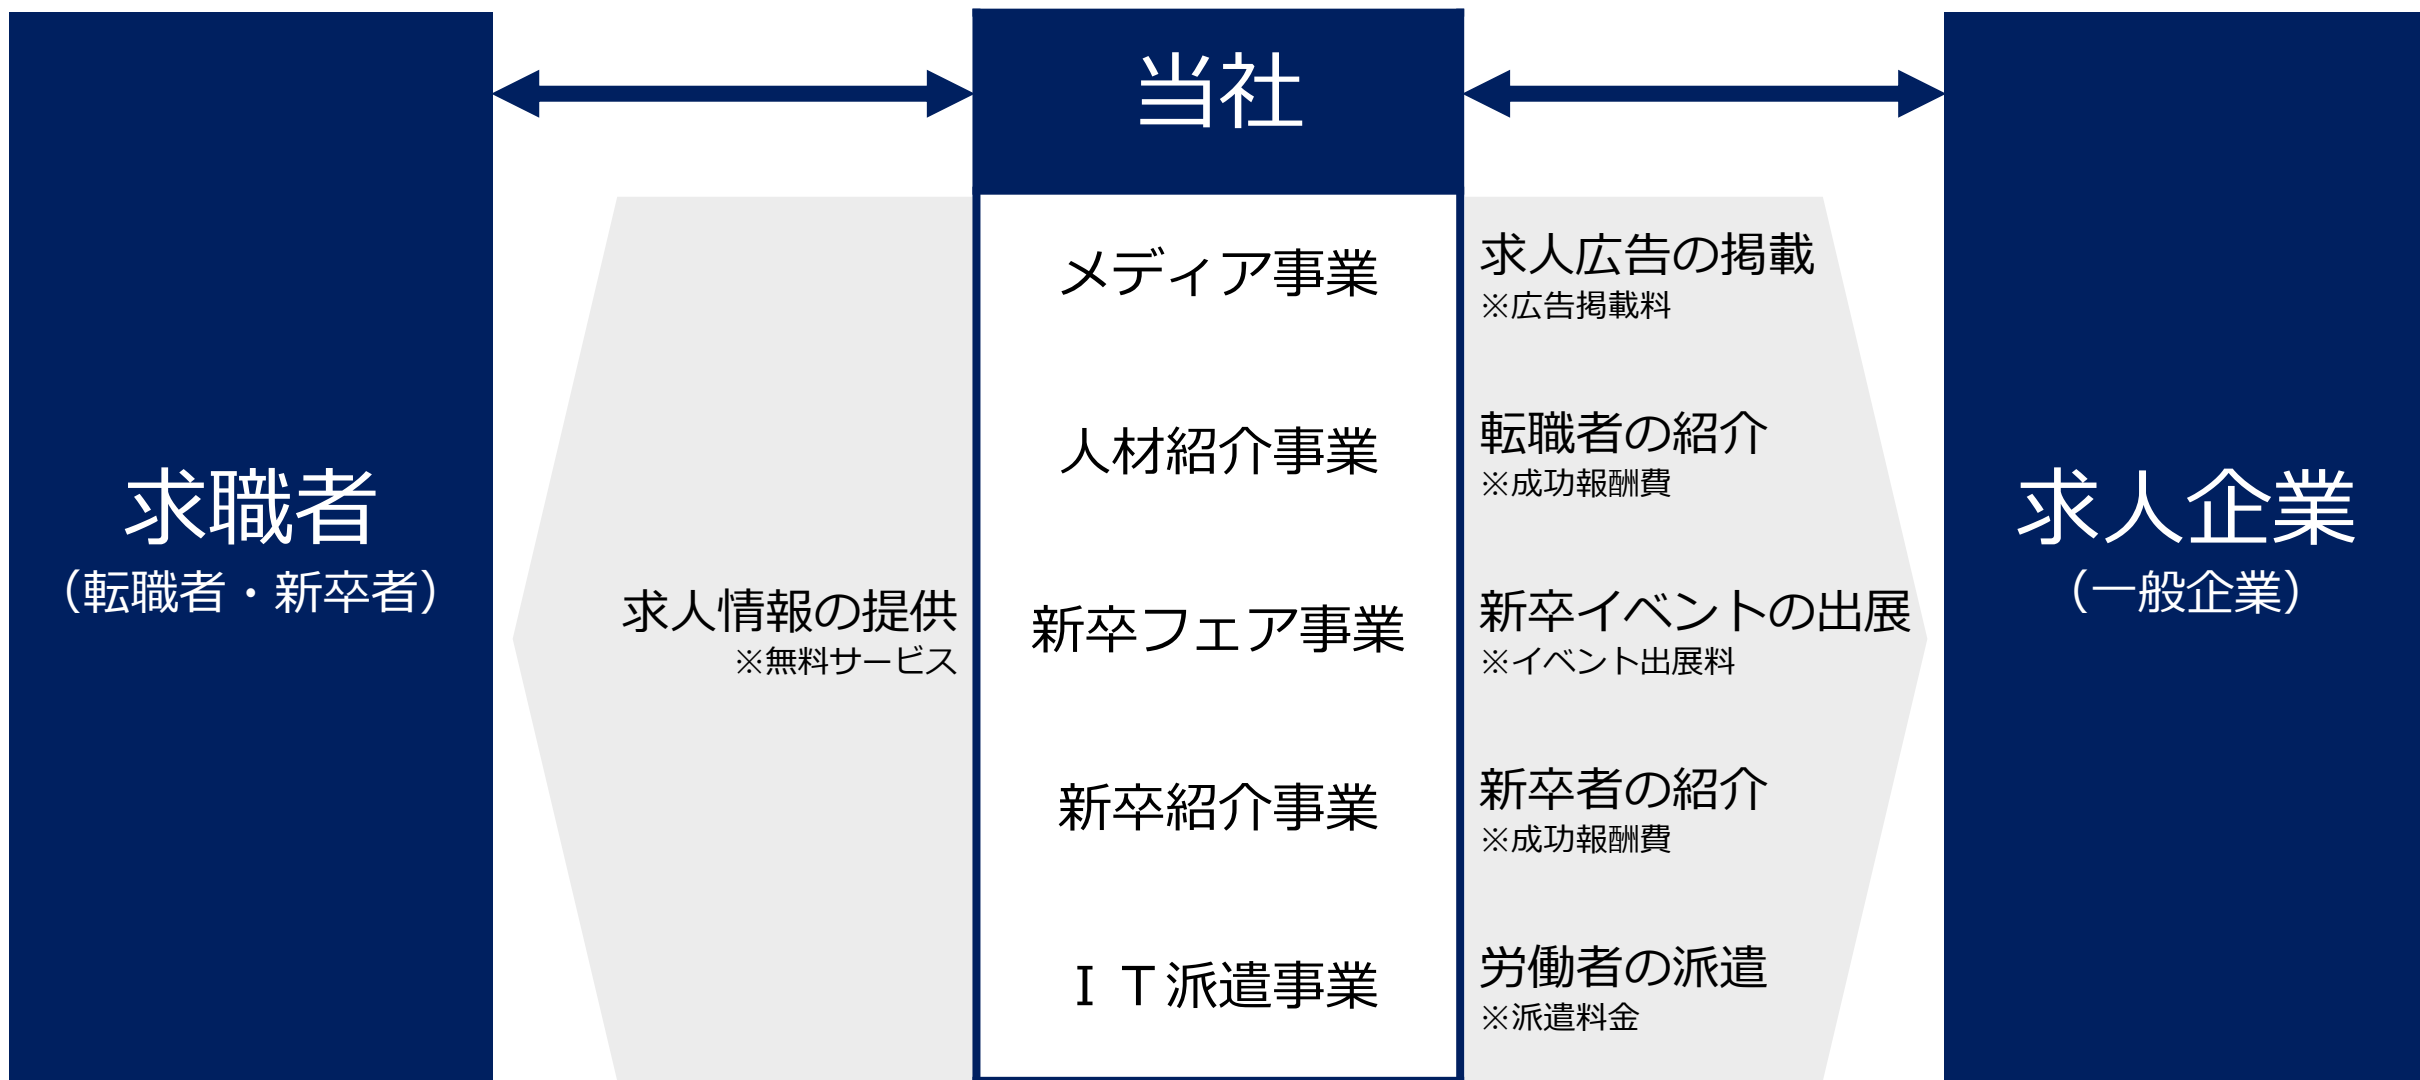 当社
求職者
（転職者・新卒者）
求人情報の提供
※無料サービス
メディア事業
人材紹介事業
新卒フェア事業
新卒紹介事業
ＩＴ派遣事業
求人広告の掲載
※広告掲載料
転職者の紹介
※成功報酬費
新卒イベントの出展
※イベント出展料
新卒者の紹介
※成功報酬費
労働者の派遣
※派遣料金
求人企業
（一般企業）